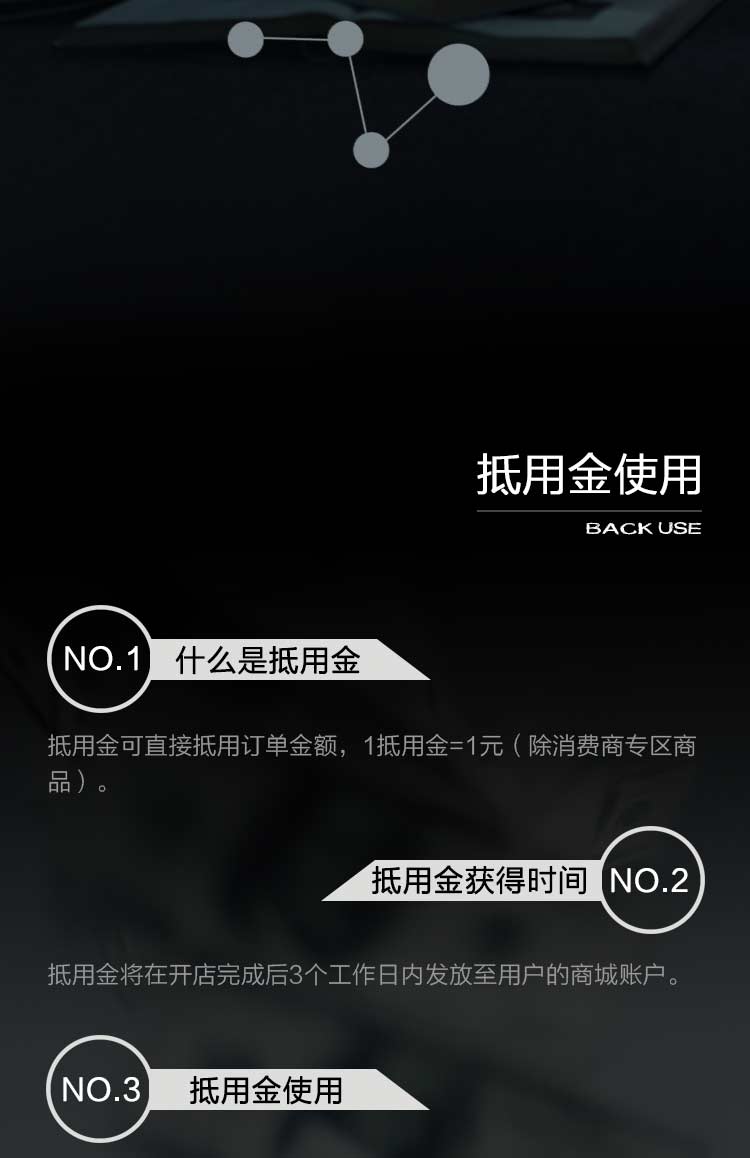 抵用金使用
BACK USE
NO.1 什么是抵用金
抵用金可直接抵用订单金额，1抵用金=1元（除消费商专区商
品）。
抵用金获得时间 NO.2
抵用金将在开店完成后3个工作日内发放至用户的商城账户。
NO.3 抵用金使用